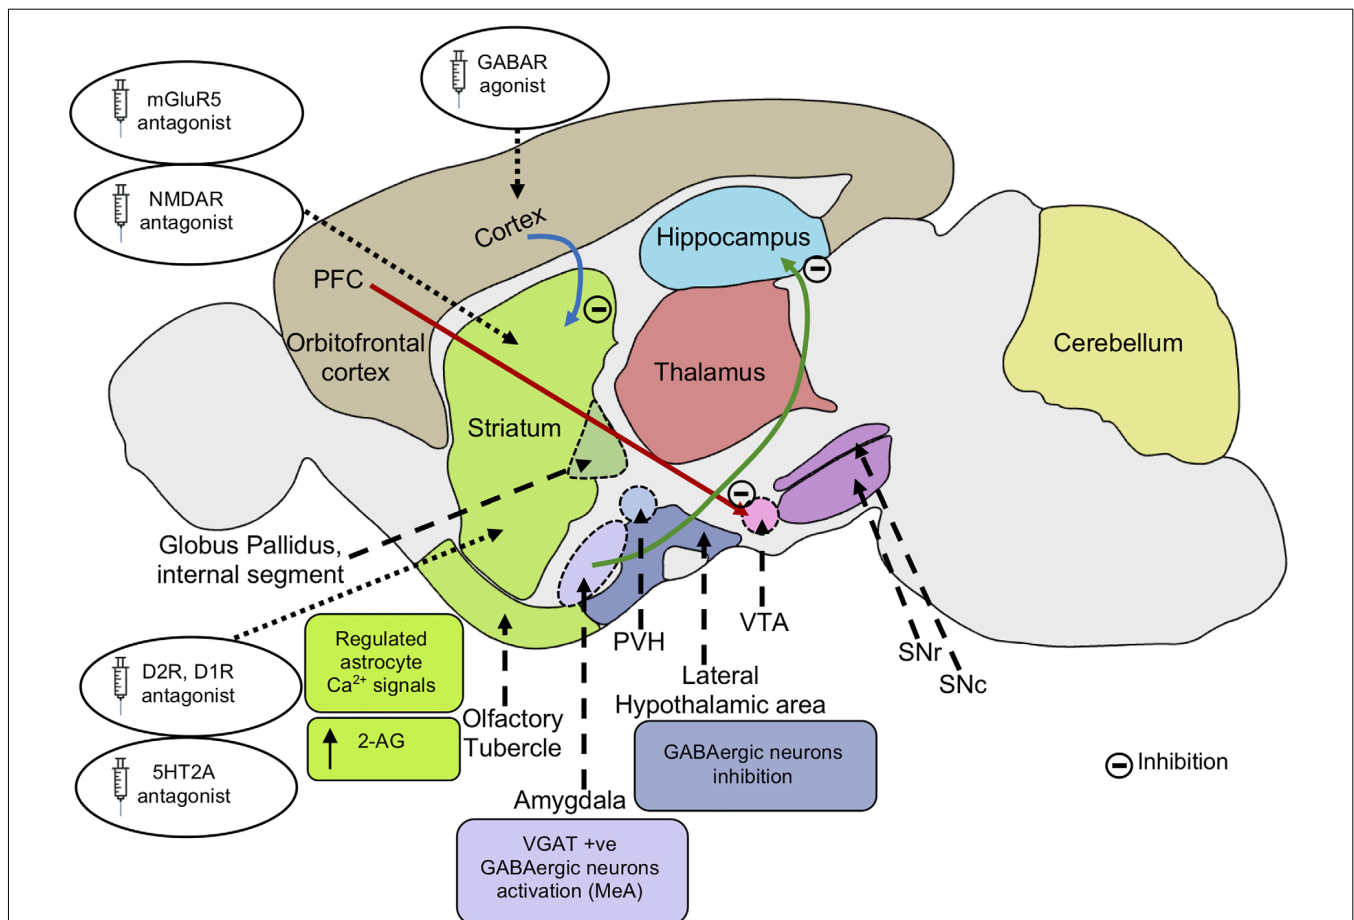 GABAR
agonist
mGluR5
antagonist
NMDAR
antagonist
Cortex
Hippocampus
PFC
Orbitofrontal
cortex
Thalamus
Cerebellum
Striatum
Globus Pallidus,
internal segment
D2R, D1R
antagonist
5HT2A
antagonist
Regulated
astrocyte
Ca²⁺ signals
2-AG
Olfactory
Tubercle
PVH
VTA
Lateral
Hypothalamic area
SNr
SNc
GABAergic neurons
inhibition
Inhibition
Amygdala
VGAT +ve
GABAergic neurons
activation (MeA)